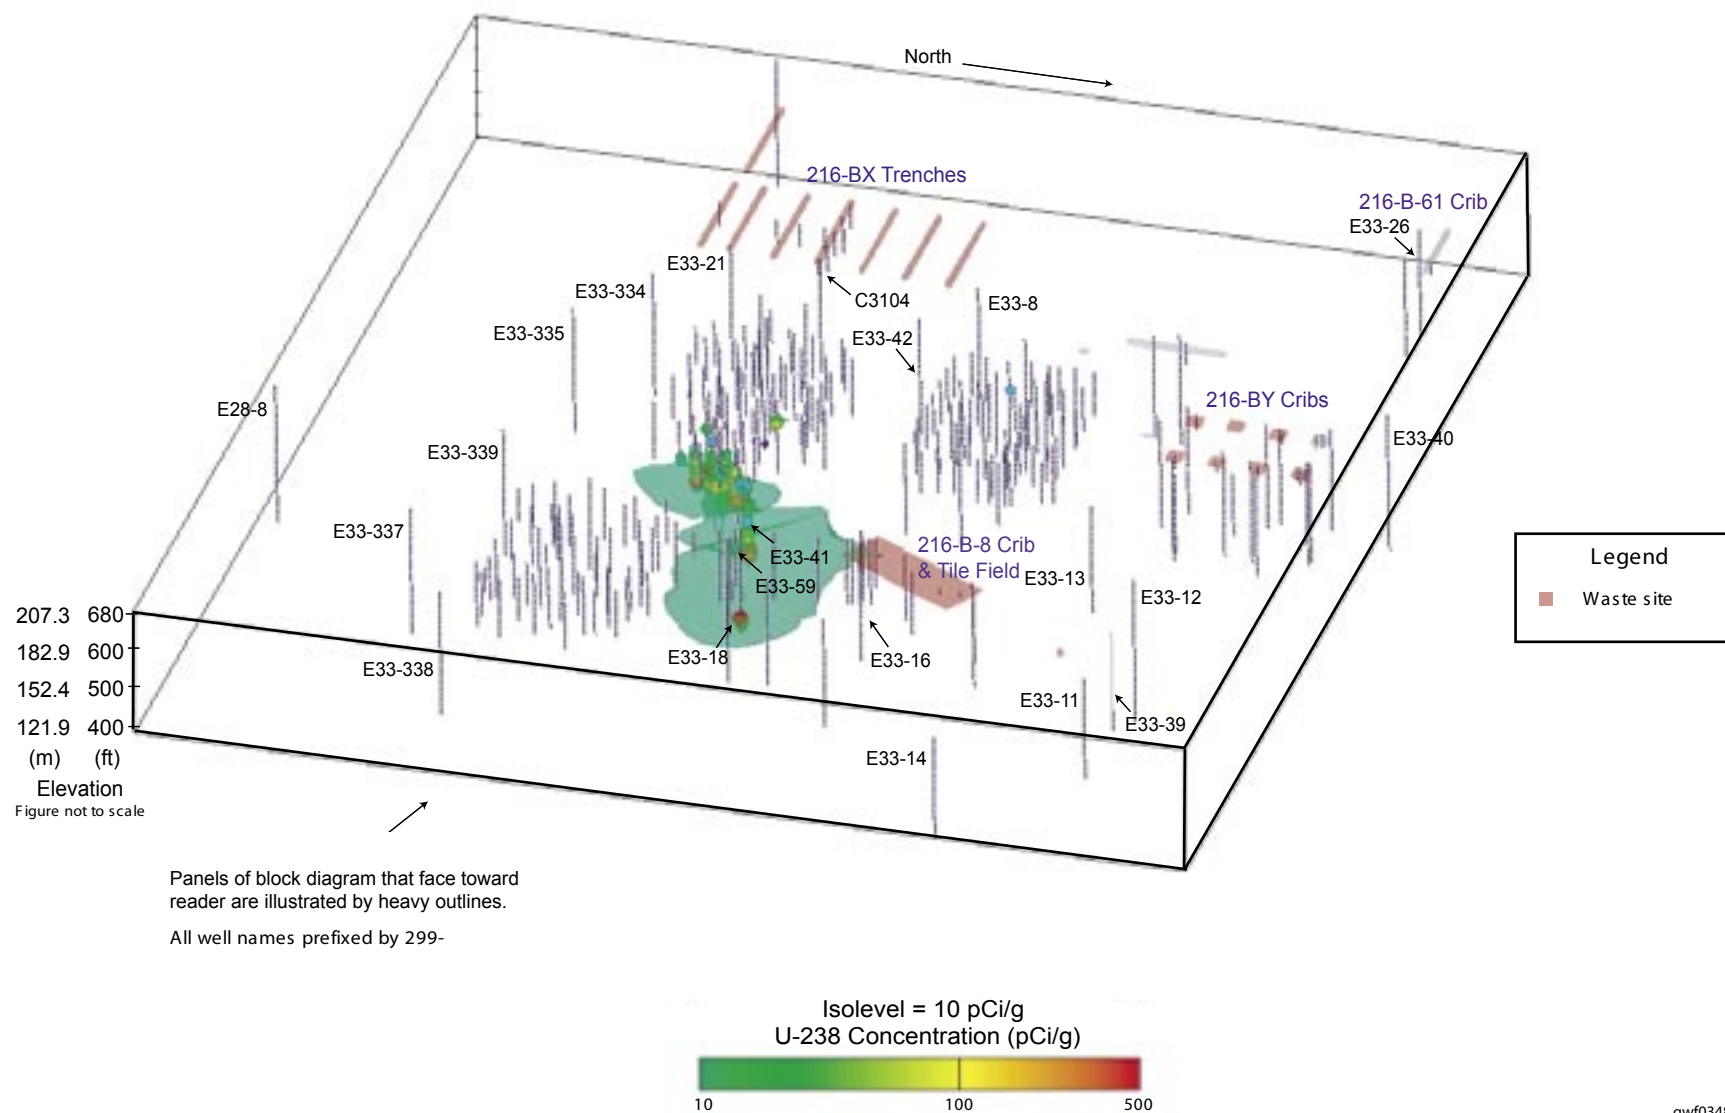 North
216-BX Trenches
216-B-61 Crib
E33-26
E33-21
E33-334
C3104
E33-8
E33-335
E33-42
216-BY Cribs
E28-8
E33-40
E33-339
E33-337
216-B-8 Crib
& Tile Field
E33-41
E33-59
E33-13
E33-12
Legend
Waste site
207.3 680
182.9 600
152.4 500
121.9 400
(m) (ft)
Elevation
Figure not to scale
E33-18
E33-16
E33-338
E33-11
E33-39
E33-14
Panels of block diagram that face toward
reader are illustrated by heavy outlines.
All well names prefixed by 299-
Isolevel = 10 pCi/g
U-238 Concentration (pCi/g)
10 100 500